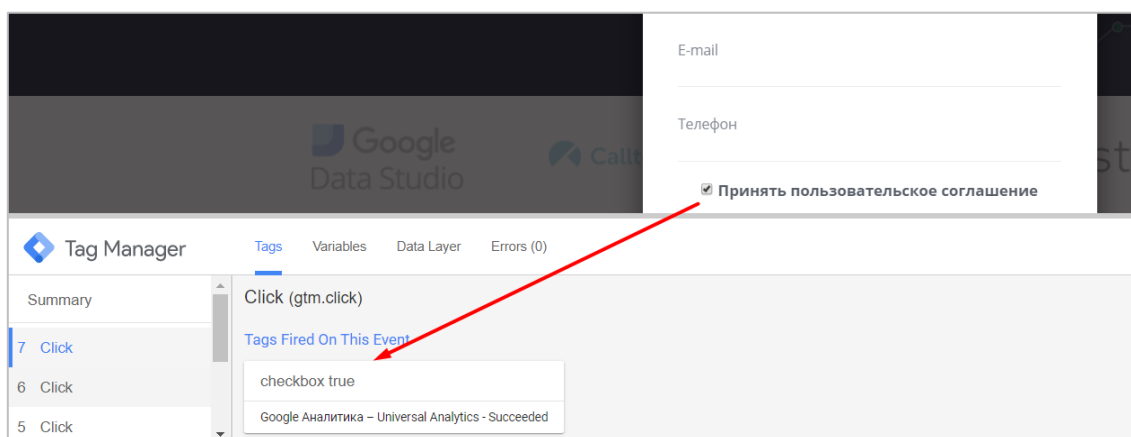 E-mail
Телефон
Google
Data Studio
Callt
st
Принять пользовательское соглашение
Tag Manager
Tags Variables Data Layer Errors (0)
Summary
7 Click
6 Click
5 Click
Click (gtm.click)
Tags Fired On This Event
checkbox true
Google Аналитика – Universal Analytics - Succeeded